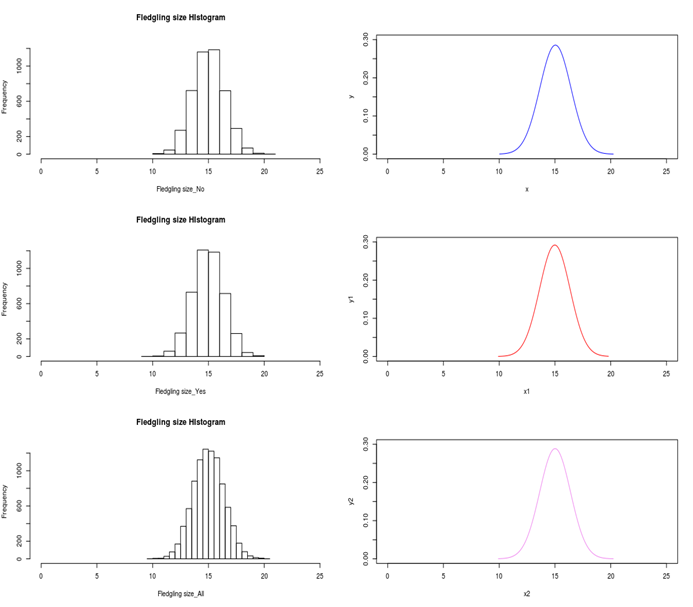 Fledgling size HIstogram
Frequency
200
600
1000
0 5 10 15 20 25
Fledgling size_No
y
0.00
0.10
0.20
0.30
0 5 10 15 20 25
x
Fledgling size HIstogram
Frequency
0
200
600
1000
0 5 10 15 20 25
Fledgling size_Yes
y1
0.00
0.10
0.20
0.30
0 5 10 15 20 25
x1
Fledgling size HIstogram
Frequency
0
200
600
1000
0 5 10 15 20 25
Fledgling size_All
y2
0.00
0.10
0.20
0.30
0 5 10 15 20 25
x2